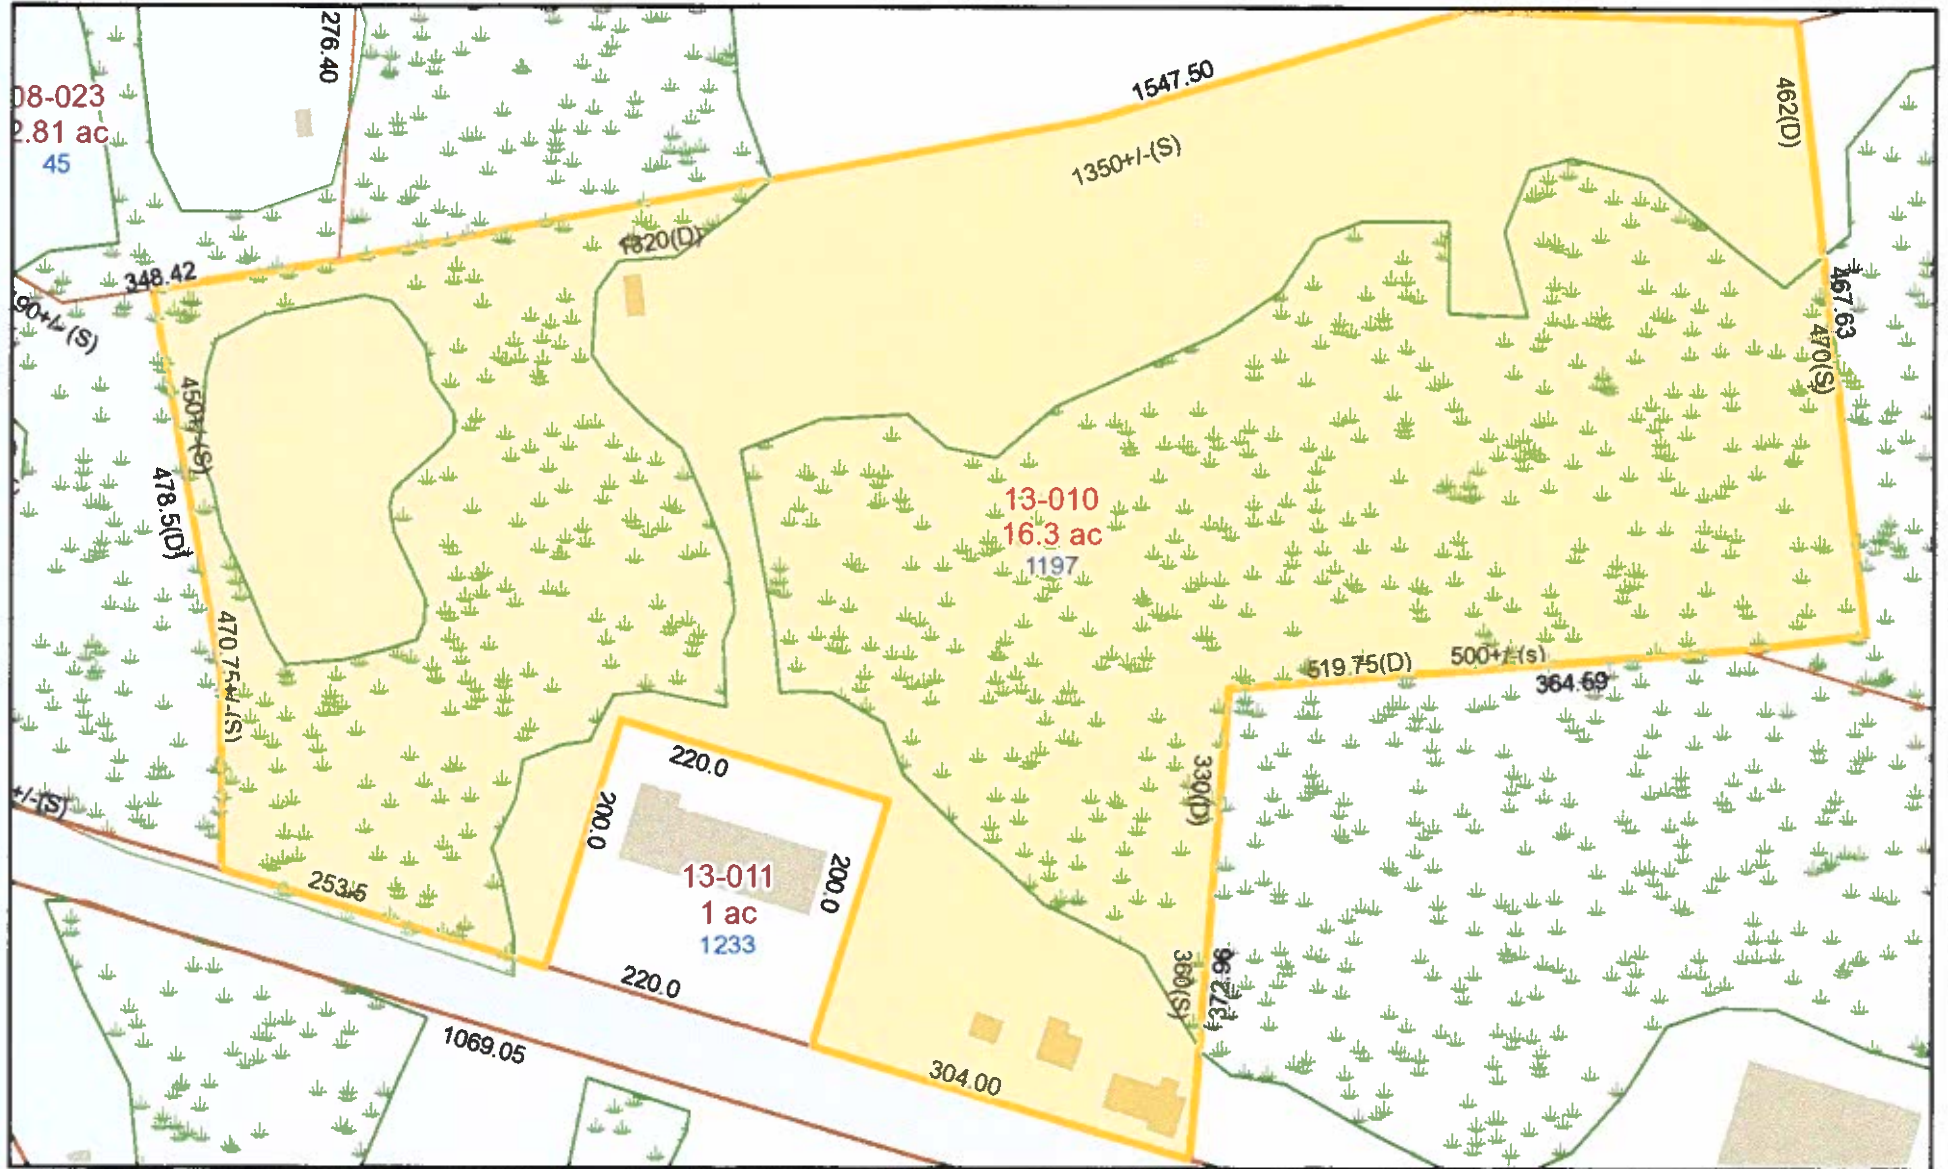 276.40
08-023
2.81 ac
45
1547.50
1350+/-(S)
462(D)
1320(D)
348.42
90+/-(S)
467.63
470(S)
450+/-(S)
478.5(D)
13-010
16.3 ac
1197
470.75+/-(S)
519.75(D)
500+/-(s)
364.69
220.0
330(D)
200.0
+/-(S)
13-011
1 ac
1233
200.0
253.5
220.0
360(S)
372.96
1069.05
304.00